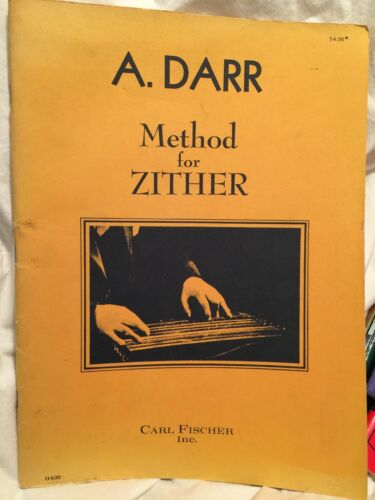 $4.00*
A. DARR
Method
for
ZITHER
CARL FISCHER
Inc.
O 630